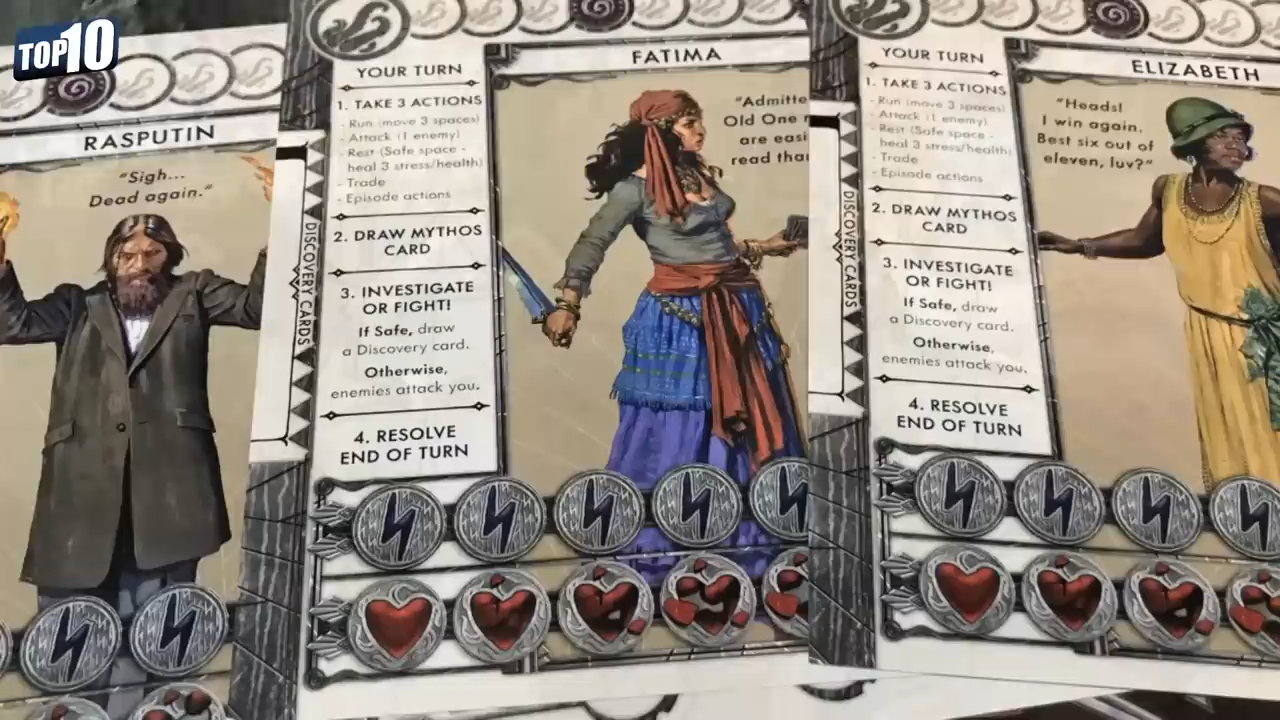 TOP10
RASPUTIN
"Sigh...
Dead again."
DISCOVERY CARDS
YOUR TURN
1. TAKE 3 ACTIONS
- Run (move 3 spaces)
- Attack (1 enemy)
- Rest (Safe space -
heal 3 stress/health)
- Trade
- Episode actions
2. DRAW MYTHOS
CARD
3. INVESTIGATE
OR FIGHT!
If Safe, draw
a Discovery card.
Otherwise,
enemies attack you.
4. RESOLVE
END OF TURN
FATIMA
"Admitte
Old One
are easi
read tha
DISCOVERY CARDS
YOUR TURN
1. TAKE 3 ACTIONS
- Run (move 3 spaces)
- Attack (1 enemy)
- Rest (Safe space -
heal 3 stress/health)
- Trade
- Episode actions
2. DRAW MYTHOS
CARD
3. INVESTIGATE
OR FIGHT!
If Safe, draw
a Discovery card.
Otherwise,
enemies attack you.
4. RESOLVE
END OF TURN
ELIZABETH
"Heads!
I win again.
Best six out of
eleven, luv?"